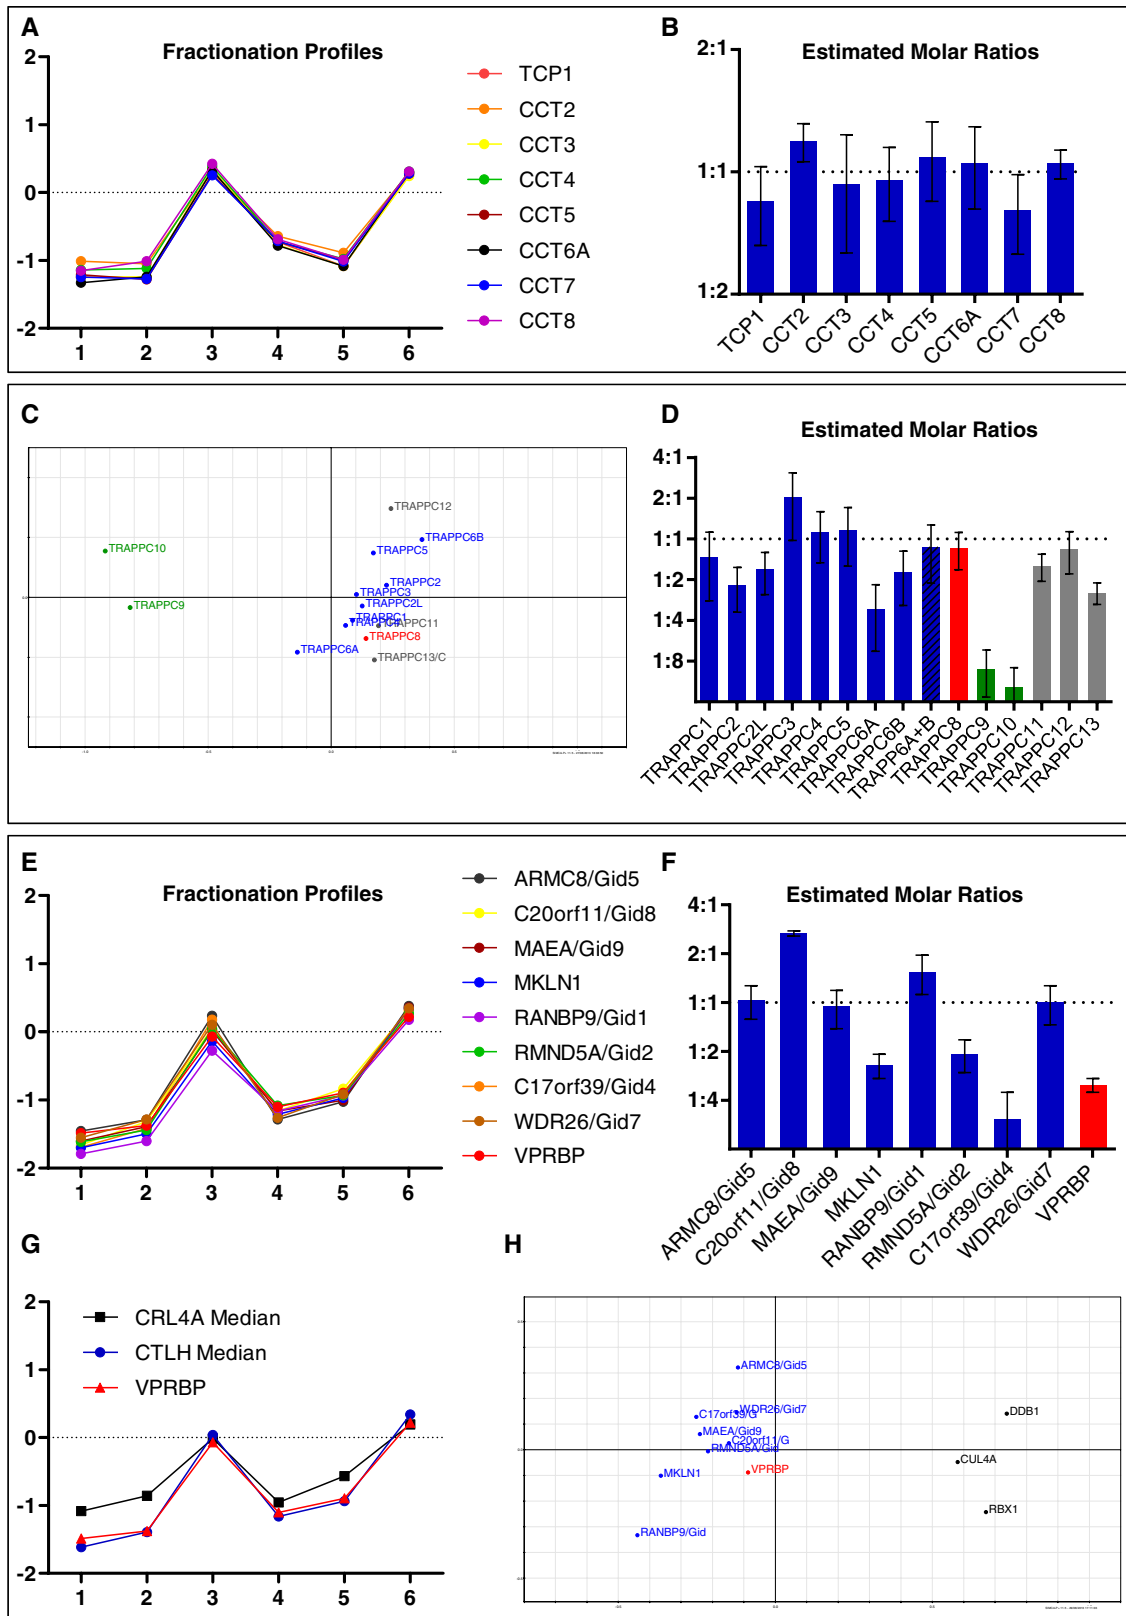 A
Fractionation Profiles
2
1
0
-1
-2
1 2 3 4 5 6
TCP1
CCT2
CCT3
CCT4
CCT5
CCT6A
CCT7
CCT8
B
Estimated Molar Ratios
2:1
1:1
1:2
TCP1 CCT2 CCT3 CCT4 CCT5 CCT6A CCT7 CCT8
C
TRAPPC12
TRAPPC6B
TRAPPC10
TRAPPC5
TRAPPC2
TRAPPC3
TRAPPC9
TRAPPC2L
TRAPPC1
TRAPPC11
TRAPPC8
TRAPPC6A
TRAPPC13/C
D
Estimated Molar Ratios
4:1
2:1
1:1
1:2
1:4
1:8
TRAPPC1 TRAPPC2 TRAPPC2L TRAPPC3 TRAPPC4 TRAPPC5 TRAPPC6A TRAPPC6B TRAPP6A+B TRAPPC8 TRAPPC9 TRAPPC10 TRAPPC11 TRAPPC12 TRAPPC13
E
Fractionation Profiles
2
1
0
-1
-2
1 2 3 4 5 6
ARMC8/Gid5
C20orf11/Gid8
MAEA/Gid9
MKLN1
RANBP9/Gid1
RMND5A/Gid2
C17orf39/Gid4
WDR26/Gid7
VPRBP
F
Estimated Molar Ratios
4:1
2:1
1:1
1:2
1:4
ARMC8/Gid5 C20orf11/Gid8 MAEA/Gid9 MKLN1 RANBP9/Gid1 RMND5A/Gid2 C17orf39/Gid4 WDR26/Gid7 VPRBP
G
2
1
0
-1
-2
1 2 3 4 5 6
CRL4A Median
CTLH Median
VPRBP
H
ARMC8/Gid5
WDR26/Gid7
C17orf39/G
DDB1
MAEA/Gid9
C20orf11/G
RMND5A/Gid
CUL4A
VPRBP
MKLN1
RBX1
RANBP9/Gid